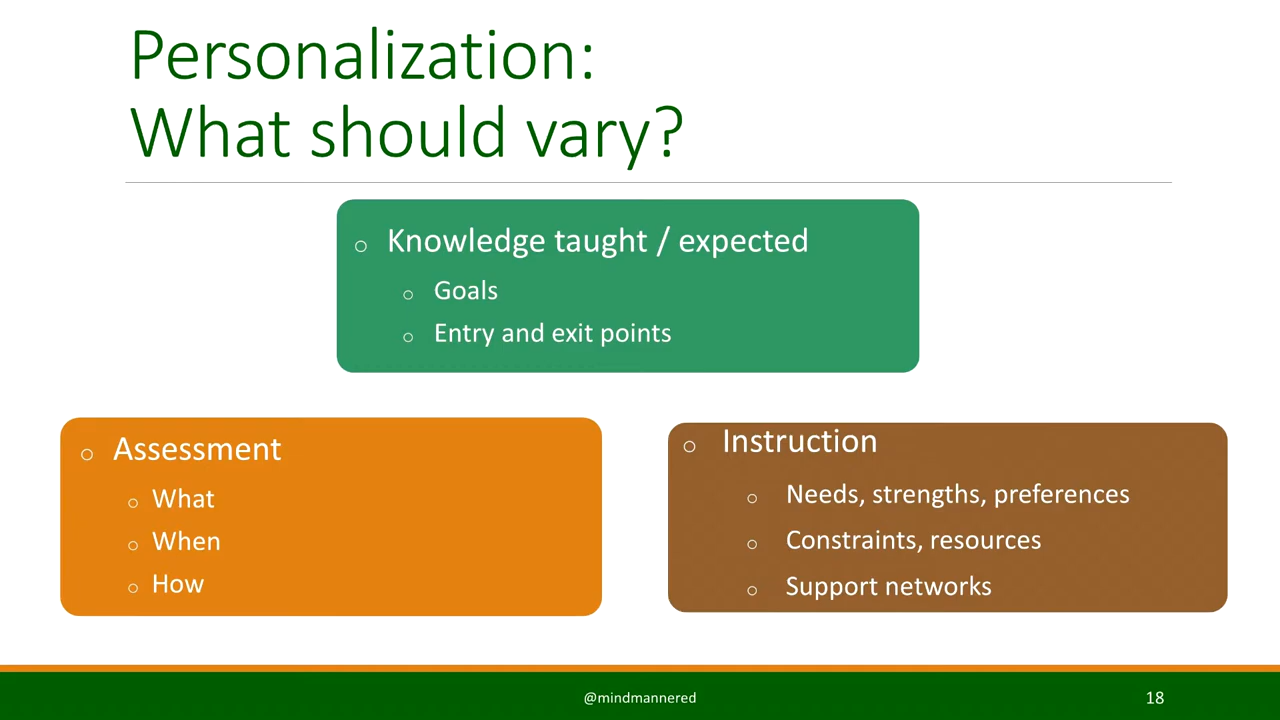 Personalization:
What should vary?
Knowledge taught / expected
Goals
Entry and exit points
Assessment
What
When
How
Instruction
Needs, strengths, preferences
Constraints, resources
Support networks
@mindmannered
18